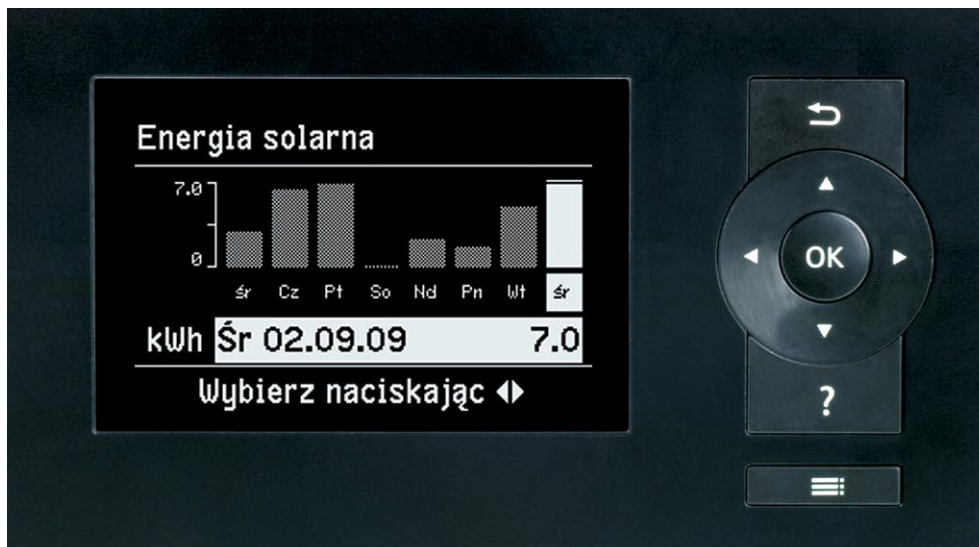 Energia solarna
7.0
0
śr Cz Pt So Nd Pn Wt śr
kWh Śr 02.09.09 7.0
Wybierz naciskając
OK
?